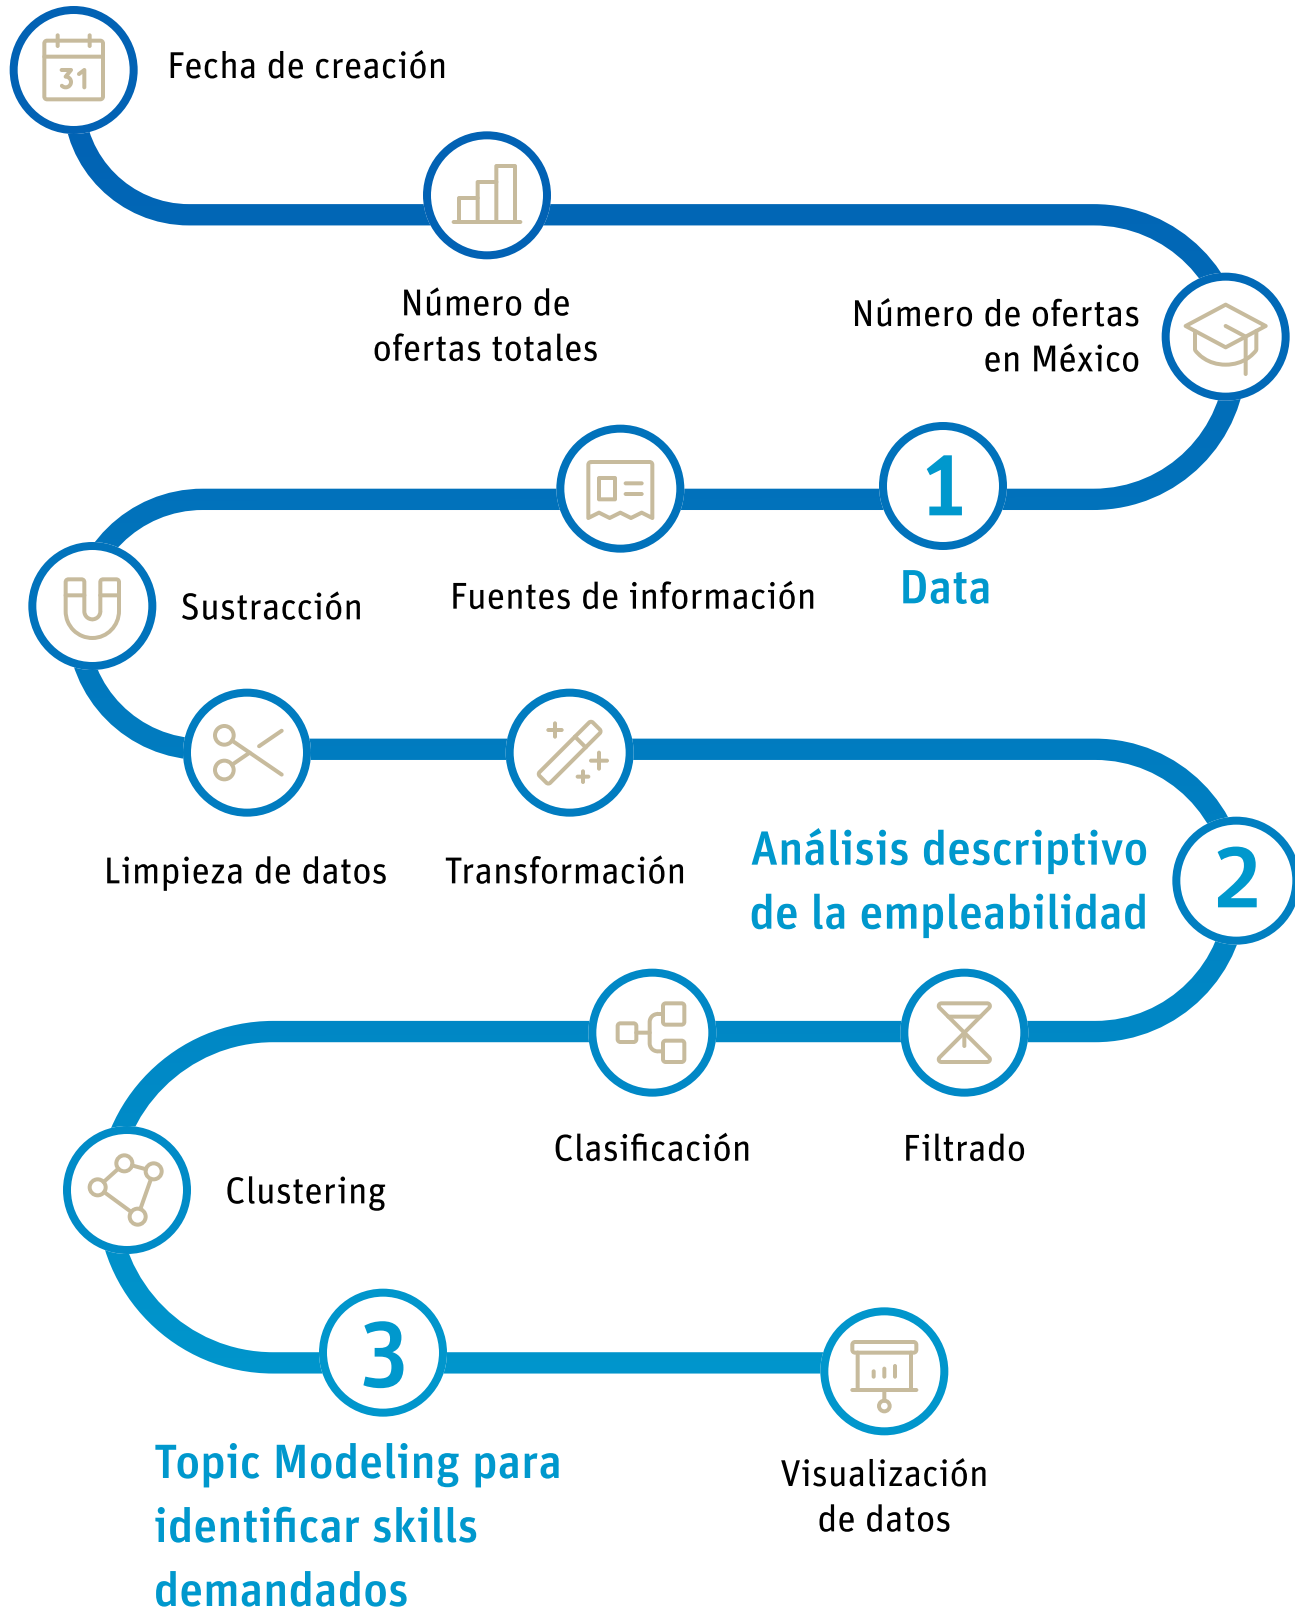 31
Fecha de creación
Número de
ofertas totales
Número de ofertas
en México
1
Data
Fuentes de información
Sustracción
Limpieza de datos
Transformación
2
Análisis descriptivo
de la empleabilidad
Filtrado
Clasificación
Clustering
3
Topic Modeling para
identificar skills
demandados
Visualización
de datos